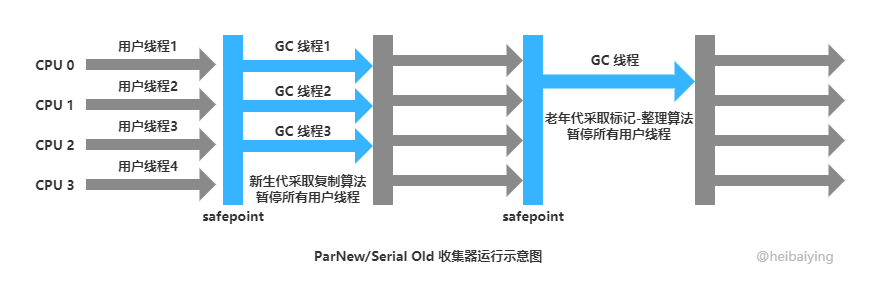 用户线程1
GC 线程1
GC 线程
CPU 0
用户线程2
GC 线程2
CPU 1
用户线程3
GC 线程3
老年代采取标记-整理算法
暂停所有用户线程
CPU 2
用户线程4
CPU 3
新生代采取复制算法
暂停所有用户线程
safepoint
safepoint
ParNew/Serial Old 收集器运行示意图
@heibaiying